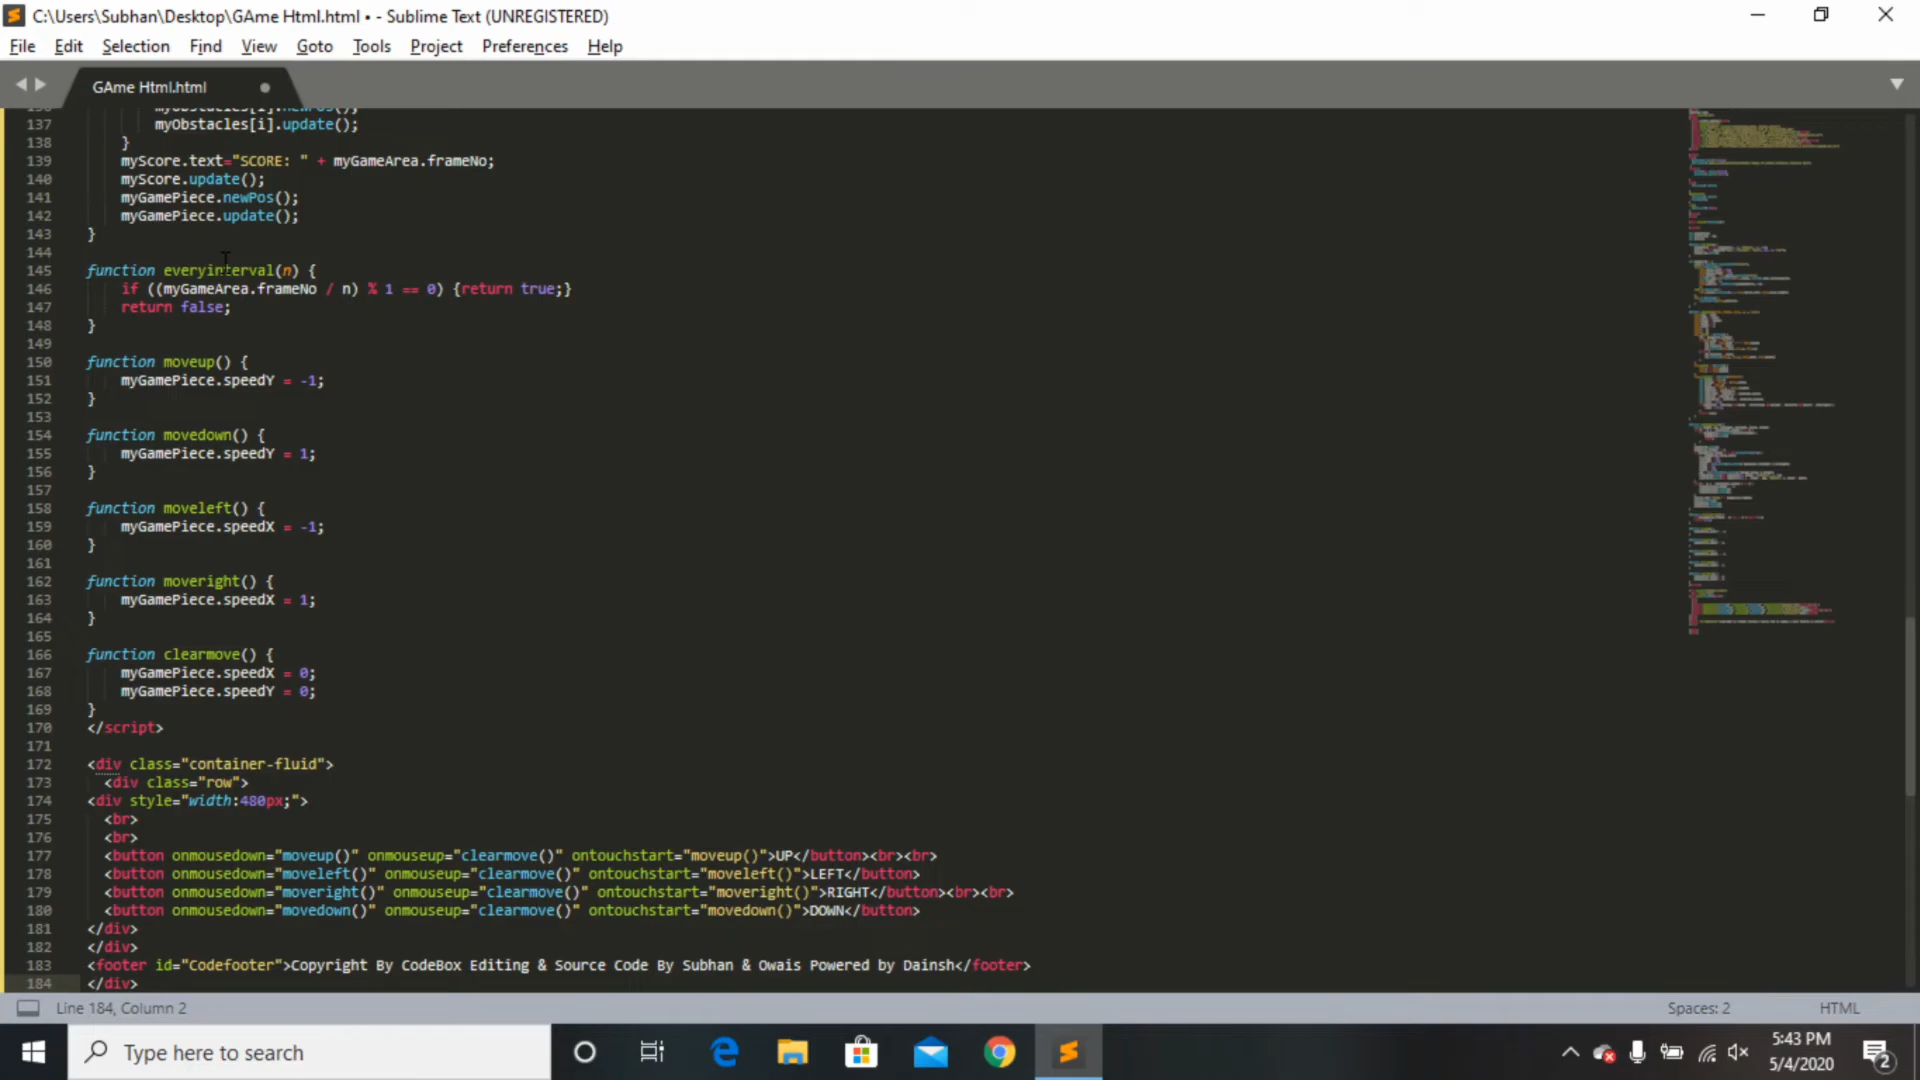 C:\Users\Subhan\Desktop\GAme Html.html • - Sublime Text (UNREGISTERED)
File Edit Selection Find View Goto Tools Project Preferences Help
GAme Html.html
136 myObstacles[i].newPos();
137 myObstacles[i].update();
138 }
139 myScore.text="SCORE: " + myGameArea.frameNo;
140 myScore.update();
141 myGamePiece.newPos();
142 myGamePiece.update();
143 }
144
145 function everyinterval(n) {
146 if ((myGameArea.frameNo / n) % 1 == 0) {return true;}
147 return false;
148 }
149
150 function moveup() {
151 myGamePiece.speedY = -1;
152 }
153
154 function movedown() {
155 myGamePiece.speedY = 1;
156 }
157
158 function moveleft() {
159 myGamePiece.speedX = -1;
160 }
161
162 function moveright() {
163 myGamePiece.speedX = 1;
164 }
165
166 function clearmove() {
167 myGamePiece.speedX = 0;
168 myGamePiece.speedY = 0;
169 }
170 </script>
171
172 <div class="container-fluid">
173 <div class="row">
174 <div style="width:480px;">
175 <br>
176 <br>
177 <button onmousedown="moveup()" onmouseup="clearmove()" ontouchstart="moveup()">UP</button><br><br>
178 <button onmousedown="moveleft()" onmouseup="clearmove()" ontouchstart="moveleft()">LEFT</button>
179 <button onmousedown="moveright()" onmouseup="clearmove()" ontouchstart="moveright()">RIGHT</button><br><br>
180 <button onmousedown="movedown()" onmouseup="clearmove()" ontouchstart="movedown()">DOWN</button>
181 </div>
182 </div>
183 <footer id="Codefooter">Copyright By CodeBox Editing & Source Code By Subhan & Owais Powered by Dainsh</footer>
184 </div>
Line 184, Column 2 Spaces: 2 HTML
Type here to search
5:43 PM
5/4/2020
2